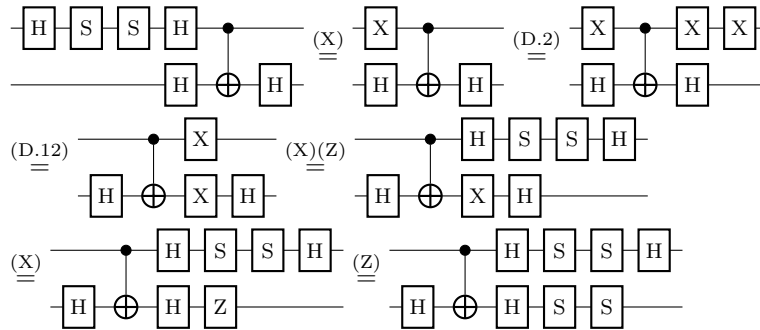 H S S H X X X X
(X) (D.2)
= =
H H H H H H
X H S S H
(D.12) (X)(Z)
= =
H X H H X H
H S S H H S S H
(X) (Z)
= =
H H Z H H S S